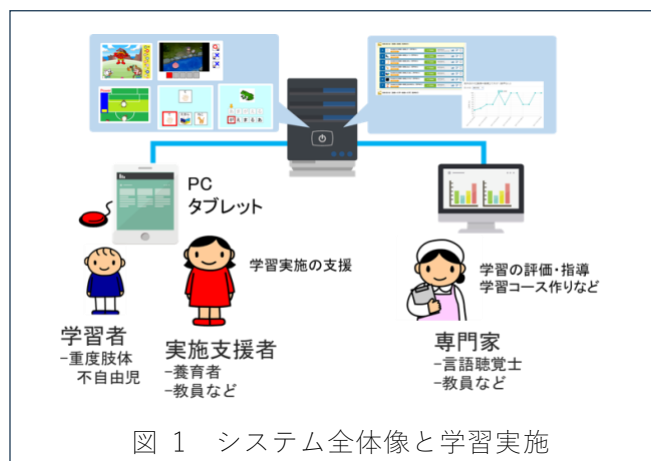 PC
タブレット
学習実施の支援
学習者
-重度肢体
不自由児
実施支援者
-養育者
-教員など
学習の評価・指導
学習コース作りなど
専門家
-言語聴覚士
-教員など
図 1 システム全体像と学習実施